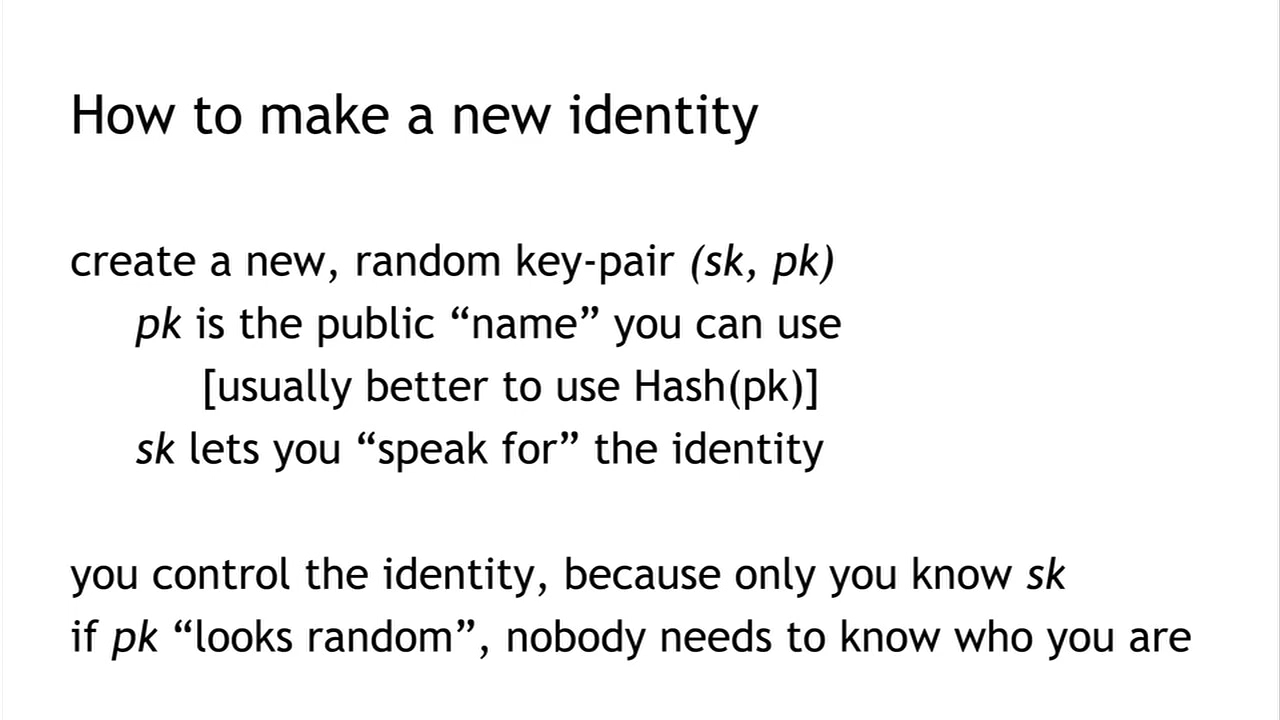 How to make a new identity
create a new, random key-pair (sk, pk)
pk is the public “name” you can use
[usually better to use Hash(pk)]
sk lets you “speak for” the identity
you control the identity, because only you know sk
if pk “looks random”, nobody needs to know who you are